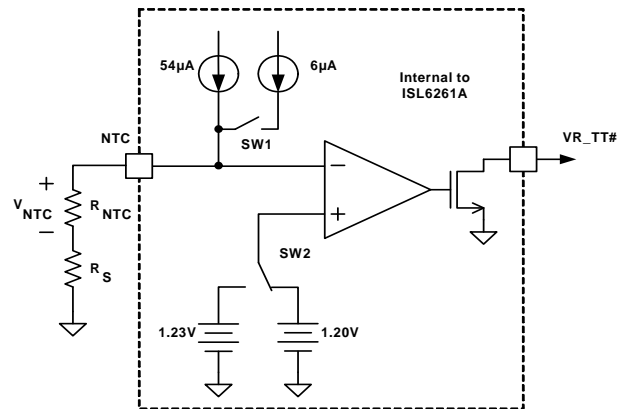 54µA
6µA
Internal to
ISL6261A
NTC
SW1
VR_TT#
+
V
NTC
−
R
NTC
R
S
−
+
SW2
1.23V
1.20V